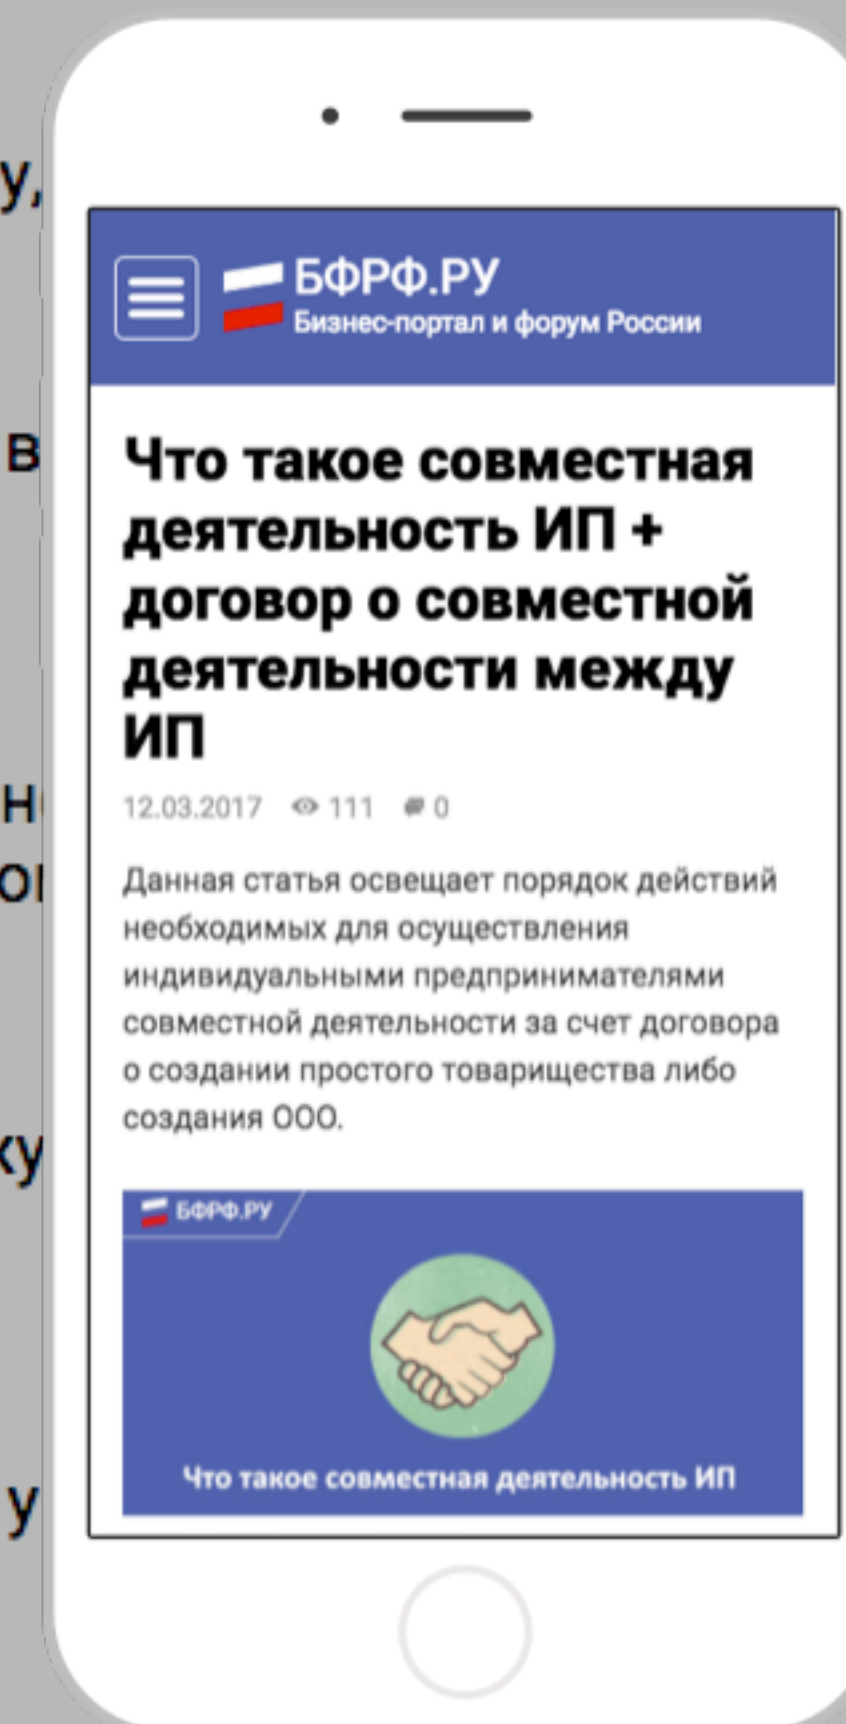 БФРФ.РУ
Бизнес-портал и форум России
Что такое совместная
деятельность ИП +
договор о совместной
деятельности между
ИП
12.03.2017 111 0
Данная статья освещает порядок действий
необходимых для осуществления
индивидуальными предпринимателями
совместной деятельности за счет договора
о создании простого товарищества либо
создания ООО.
БФРФ.РУ
Что такое совместная деятельность ИП